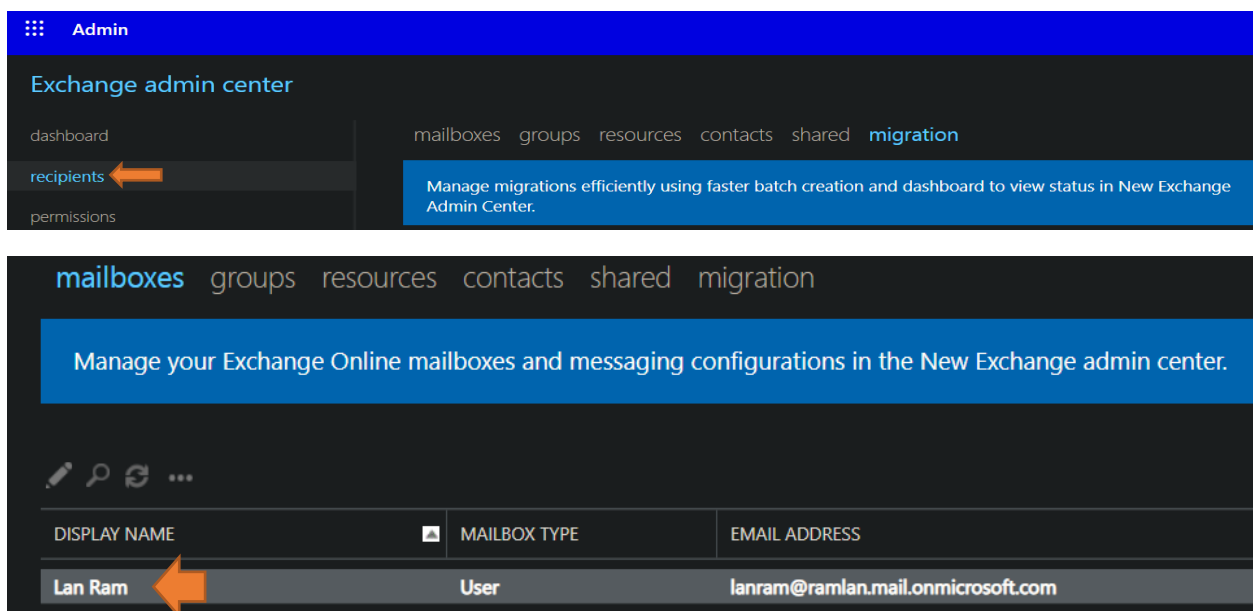 Admin
Exchange admin center
dashboard
mailboxes groups resources contacts shared migration
recipients
Manage migrations efficiently using faster batch creation and dashboard to view status in New Exchange
Admin Center.
permissions
mailboxes groups resources contacts shared migration
Manage your Exchange Online mailboxes and messaging configurations in the New Exchange admin center.
DISPLAY NAME MAILBOX TYPE EMAIL ADDRESS
Lan Ram User lanram@ramlan.mail.onmicrosoft.com